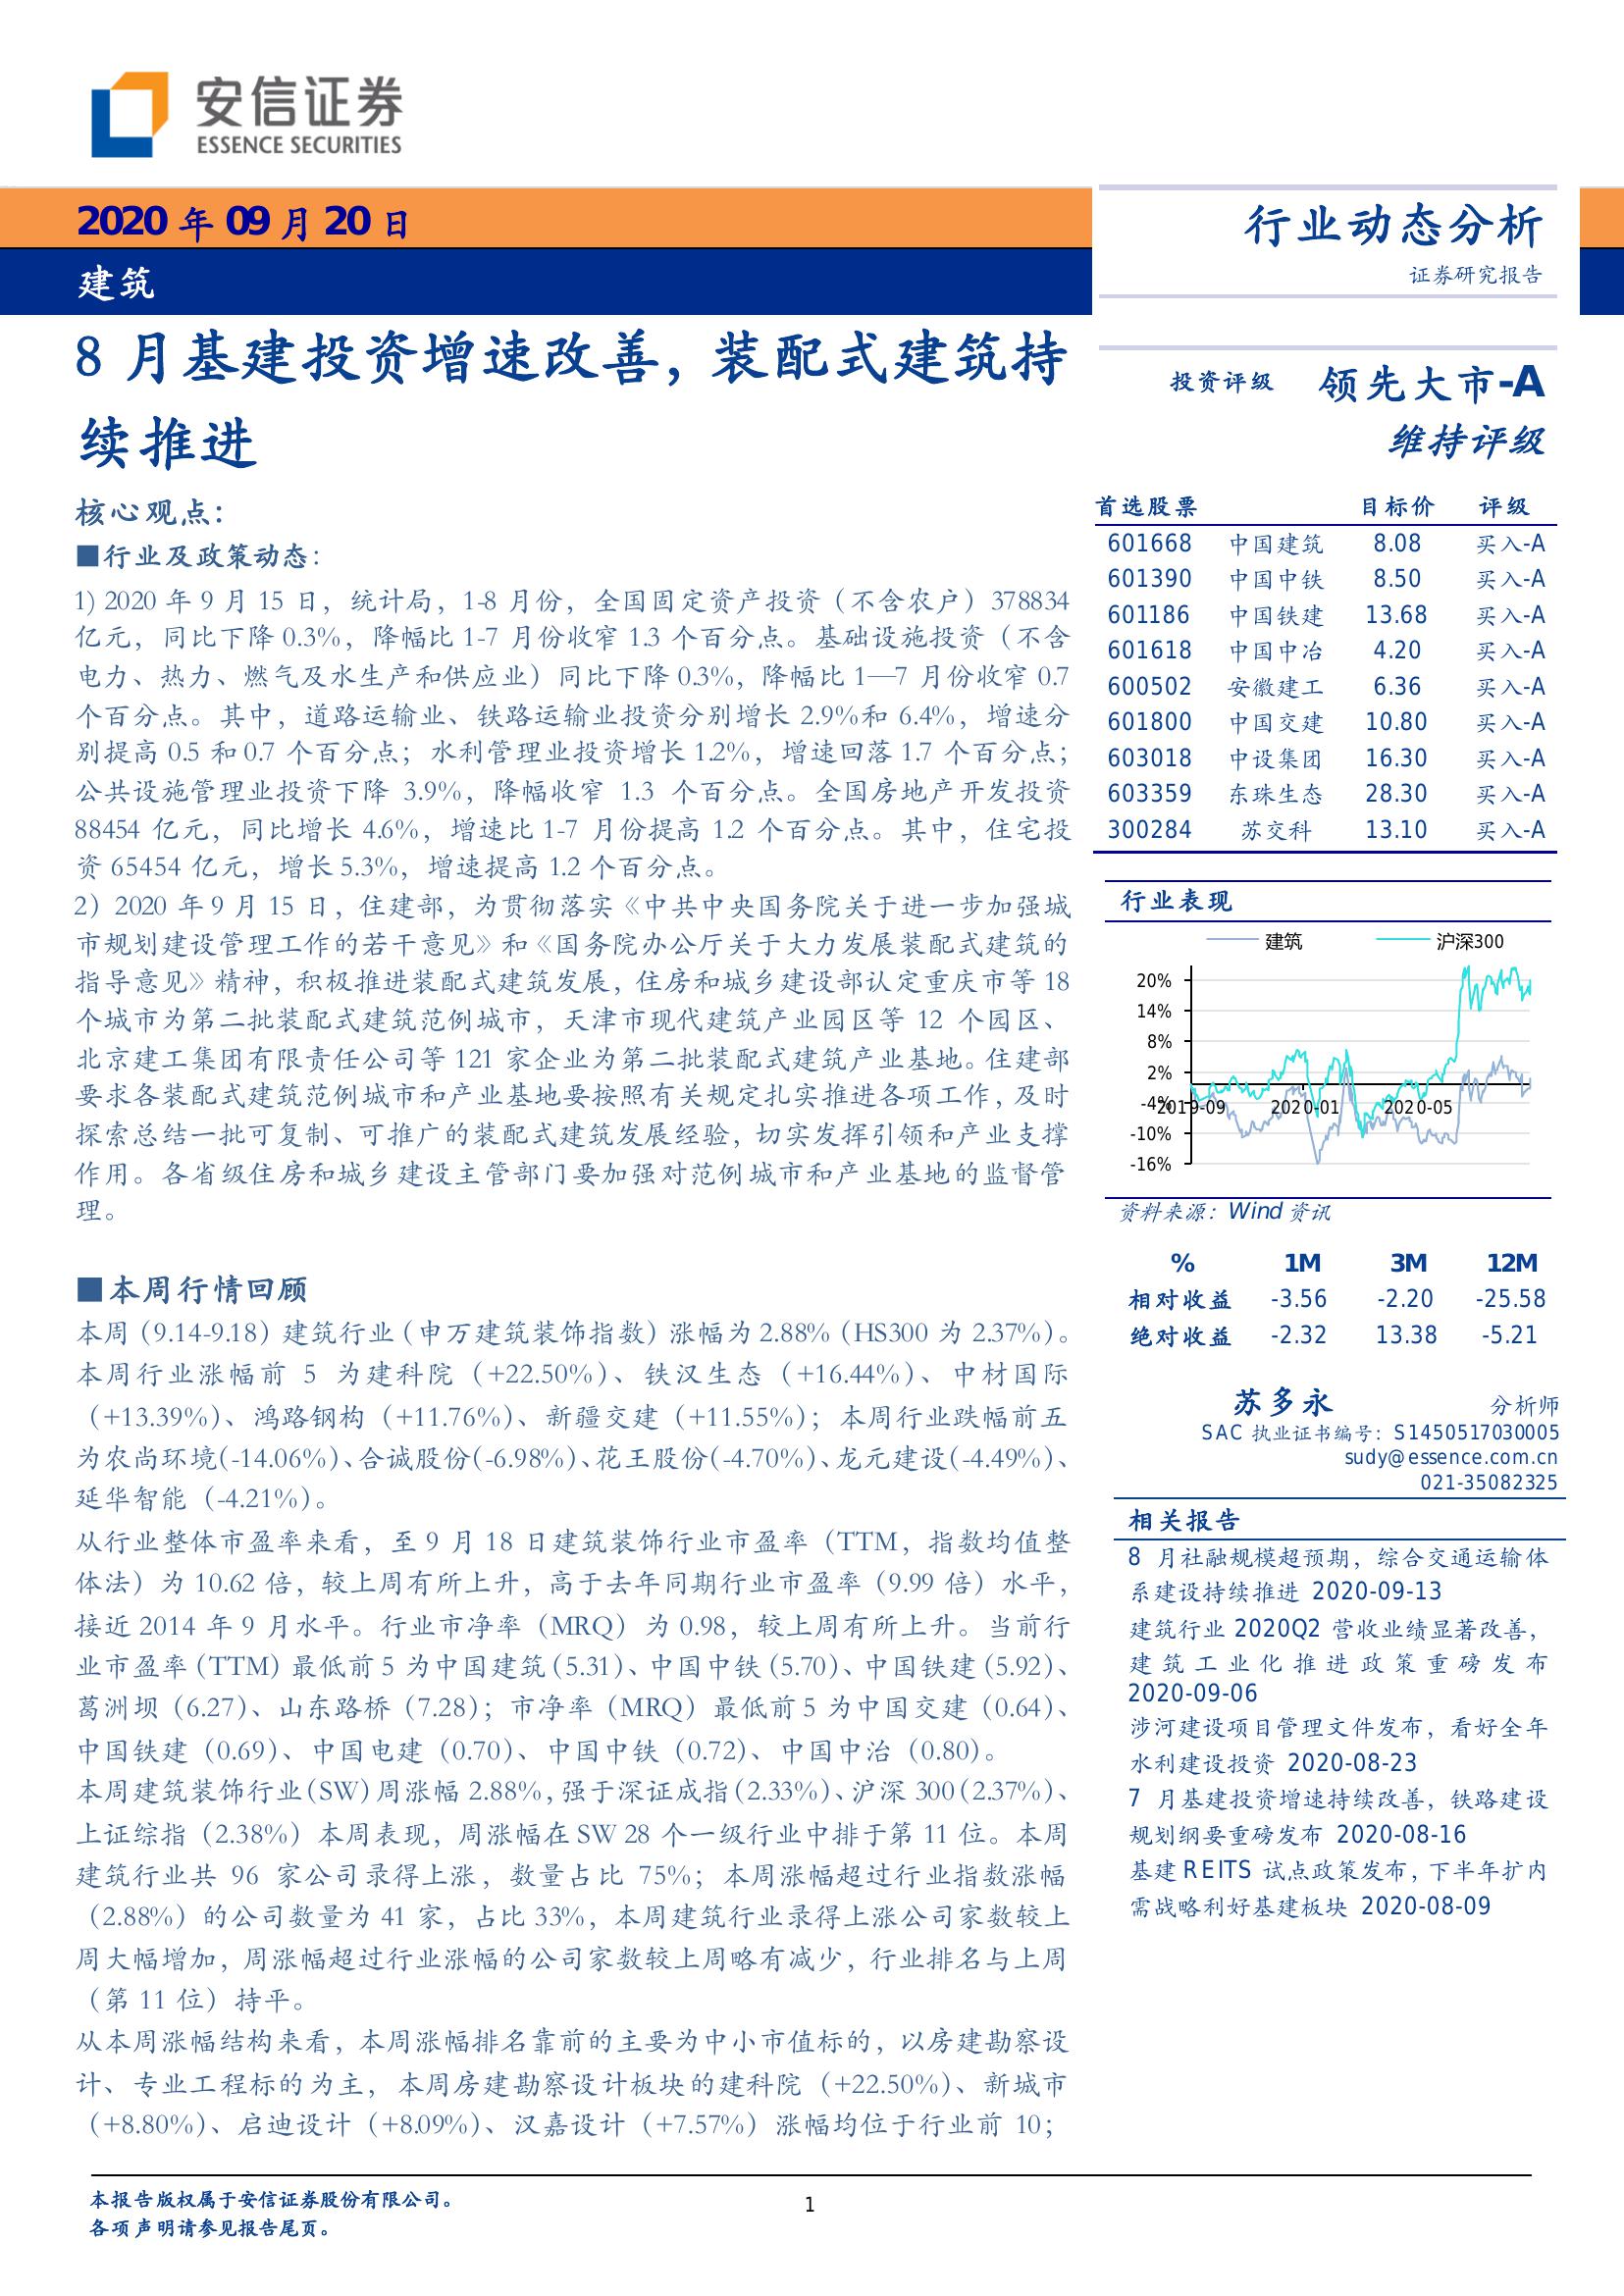 安信证券
ESSENCE SECURITIES
2020 年 09 月 20 日
建筑
行业动态分析
证券研究报告
8 月基建投资增速改善，装配式建筑持
续推进
核心观点：
■行业及政策动态：
1) 2020 年 9 月 15 日，统计局，1-8 月份，全国固定资产投资（不含农户）378834
亿元，同比下降 0.3%，降幅比 1-7 月份收窄 1.3 个百分点。基础设施投资（不含
电力、热力、燃气及水生产和供应业）同比下降 0.3%，降幅比 1—7 月份收窄 0.7
个百分点。其中，道路运输业、铁路运输业投资分别增长 2.9%和 6.4%，增速分
别提高 0.5 和 0.7 个百分点；水利管理业投资增长 1.2%，增速回落 1.7 个百分点；
公共设施管理业投资下降 3.9%，降幅收窄 1.3 个百分点。全国房地产开发投资
88454 亿元，同比增长 4.6%，增速比 1-7 月份提高 1.2 个百分点。其中，住宅投
资 65454 亿元，增长 5.3%，增速提高 1.2 个百分点。
2）2020 年 9 月 15 日，住建部，为贯彻落实《中共中央国务院关于进一步加强城
市规划建设管理工作的若干意见》和《国务院办公厅关于大力发展装配式建筑的
指导意见》精神，积极推进装配式建筑发展，住房和城乡建设部认定重庆市等 18
个城市为第二批装配式建筑范例城市，天津市现代建筑产业园区等 12 个园区、
北京建工集团有限责任公司等 121 家企业为第二批装配式建筑产业基地。住建部
要求各装配式建筑范例城市和产业基地要按照有关规定扎实推进各项工作，及时
探索总结一批可复制、可推广的装配式建筑发展经验，切实发挥引领和产业支撑
作用。各省级住房和城乡建设主管部门要加强对范例城市和产业基地的监督管
理。
■本周行情回顾
本周（9.14-9.18）建筑行业（申万建筑装饰指数）涨幅为 2.88%（HS300 为 2.37%）。
本周行业涨幅前 5 为建科院（+22.50%）、铁汉生态（+16.44%）、中材国际
（+13.39%）、鸿路钢构（+11.76%）、新疆交建（+11.55%）；本周行业跌幅前五
为农尚环境(-14.06%）、合诚股份(-6.98%）、花王股份(-4.70%）、龙元建设(-4.49%）、
延华智能（-4.21%）。
从行业整体市盈率来看，至 9 月 18 日建筑装饰行业市盈率（TTM，指数均值整
体法）为 10.62 倍，较上周有所上升，高于去年同期行业市盈率（9.99 倍）水平，
接近 2014 年 9 月水平。行业市净率（MRQ）为 0.98，较上周有所上升。当前行
业市盈率（TTM）最低前 5 为中国建筑（5.31）、中国中铁（5.70）、中国铁建（5.92）、
葛洲坝（6.27）、山东路桥（7.28）；市净率（MRQ）最低前 5 为中国交建（0.64）、
中国铁建（0.69）、中国电建（0.70）、中国中铁（0.72）、中国中冶（0.80）。
本周建筑装饰行业（SW）周涨幅 2.88%，强于深证成指（2.33%）、沪深 300（2.37%）、
上证综指（2.38%）本周表现，周涨幅在 SW 28 个一级行业中排于第 11 位。本周
建筑行业共 96 家公司录得上涨，数量占比 75%；本周涨幅超过行业指数涨幅
（2.88%）的公司数量为 41 家，占比 33%，本周建筑行业录得上涨公司家数较上
周大幅增加，周涨幅超过行业涨幅的公司家数较上周略有减少，行业排名与上周
（第 11 位）持平。
从本周涨幅结构来看，本周涨幅排名靠前的主要为中小市值标的，以房建勘察设
计、专业工程标的为主，本周房建勘察设计板块的建科院（+22.50%）、新城市
（+8.80%）、启迪设计（+8.09%）、汉嘉设计（+7.57%）涨幅均位于行业前 10；
投资评级 领先大市-A
维持评级
首选股票 目标价 评级
601668 中国建筑 8.08 买入-A
601390 中国中铁 8.50 买入-A
601186 中国铁建 13.68 买入-A
601618 中国中冶 4.20 买入-A
600502 安徽建工 6.36 买入-A
601800 中国交建 10.80 买入-A
603018 中设集团 16.30 买入-A
603359 东珠生态 28.30 买入-A
300284 苏交科 13.10 买入-A
行业表现
建筑 沪深300
20%
14%
8%
2%
-4%
2019-09 2020-01 2020-05
-10%
-16%
资料来源：Wind 资讯
% 1M 3M 12M
相对收益 -3.56 -2.20 -25.58
绝对收益 -2.32 13.38 -5.21
苏多永 分析师
SAC 执业证书编号：S1450517030005
sudy@essence.com.cn
021-35082325
相关报告
8 月社融规模超预期，综合交通运输体
系建设持续推进 2020-09-13
建筑行业 2020Q2 营收业绩显著改善，
建筑工业化推进政策重磅发布
2020-09-06
涉河建设项目管理文件发布，看好全年
水利建设投资 2020-08-23
7 月基建投资增速持续改善，铁路建设
规划纲要重磅发布 2020-08-16
基建 REITS 试点政策发布，下半年扩内
需战略利好基建板块 2020-08-09
本报告版权属于安信证券股份有限公司。
各项声明请参见报告尾页。
1